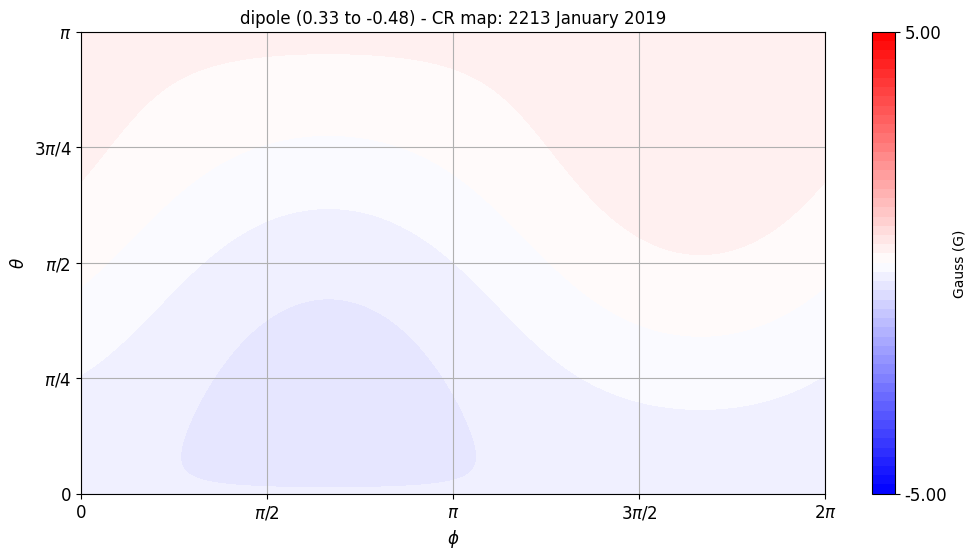 dipole (0.33 to -0.48) - CR map: 2213 January 2019
π
3π/4
π/2
π/4
0
θ
0
π/2
π
3π/2
2π
ϕ
5.00
-5.00
Gauss (G)